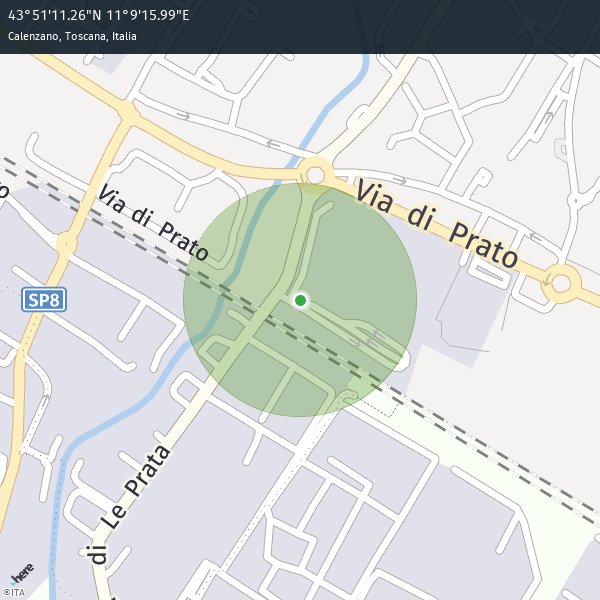 43°51'11.26"N 11°9'15.99"E
Calenzano, Toscana, Italia
Via di Prato
Via di Prato
o
SP8
di Le Prata
here
©ITA